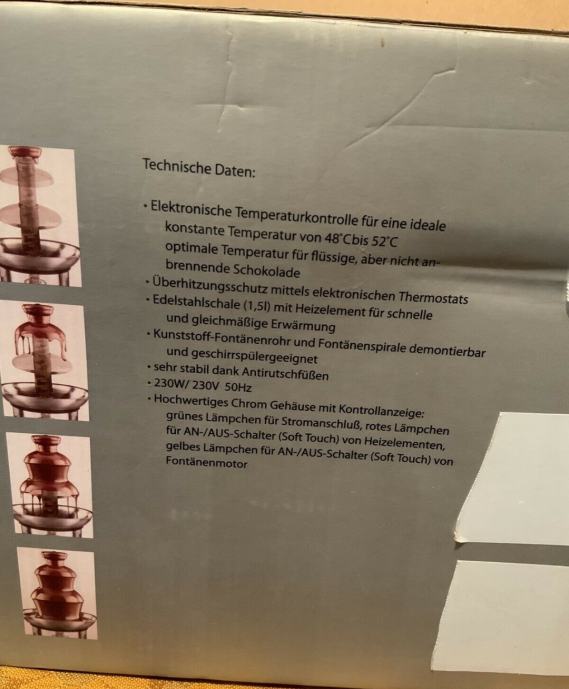 Technische Daten:
• Elektronische Temperaturkontrolle für eine ideale
konstante Temperatur von 48˚Cbis 52˚C
optimale Temperatur für flüssige, aber nicht an-
brennende Schokolade
• Überhitzungsschutz mittels elektronischen Thermostats
• Edelstahlschale (1,5l) mit Heizelement für schnelle
und gleichmäßige Erwärmung
• Kunststoff-Fontänenrohr und Fontänenspirale demontierbar
und geschirrspülergeeignet
• sehr stabil dank Antirutschfüßen
• 230W/ 230V 50Hz
• Hochwertiges Chrom Gehäuse mit Kontrollanzeige:
grünes Lämpchen für Stromanschluß, rotes Lämpchen
für AN-/AUS-Schalter (Soft Touch) von Heizelementen,
gelbes Lämpchen für AN-/AUS-Schalter (Soft Touch) von
Fontänenmotor